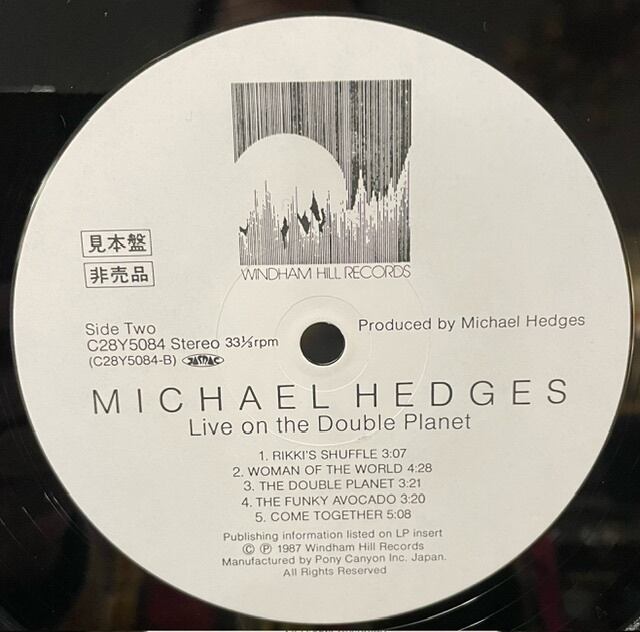 WINDHAM HILL RECORDS
見本盤
非売品
Side Two
C28Y5084 Stereo 33⅓rpm
(C28Y5084-B) JASRAC
Produced by Michael Hedges
MICHAEL HEDGES
Live on the Double Planet
1. RIKKI'S SHUFFLE 3:07
2. WOMAN OF THE WORLD 4:28
3. THE DOUBLE PLANET 3:21
4. THE FUNKY AVOCADO 3:20
5. COME TOGETHER 5:08
Publishing information listed on LP insert
© ℗ 1987 Windham Hill Records
Manufactured by Pony Canyon Inc. Japan.
All Rights Reserved